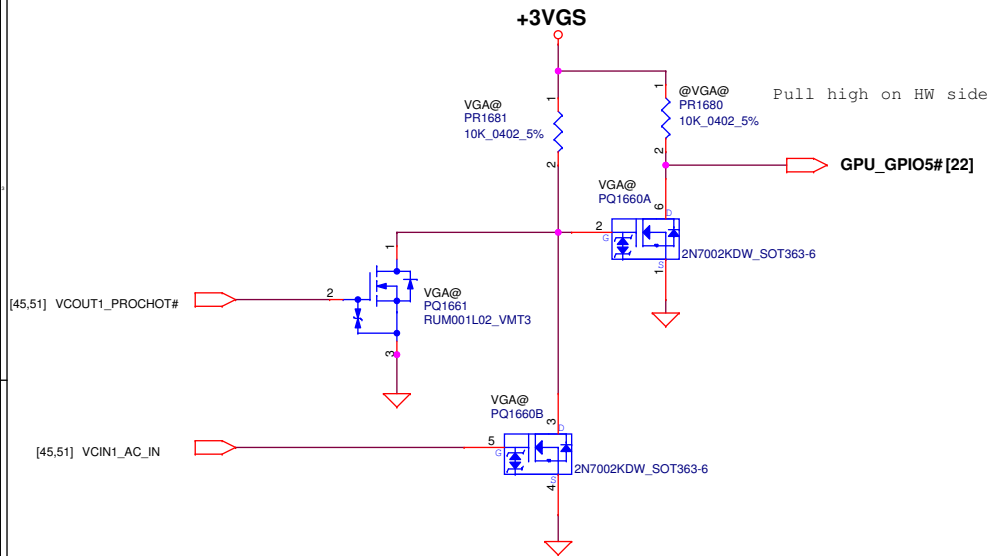 +3VGS
VGA@
PR1681
10K_0402_5%
1
2
@VGA@
PR1680
10K_0402_5%
1
2
Pull high on HW side
GPU_GPIO5# [22]
VGA@
PQ1660A
6
D
2
G
S
1
2N7002KDW_SOT363-6
1
[45,51] VCOUT1_PROCHOT#
2
VGA@
PQ1661
RUM001L02_VMT3
3
VGA@
PQ1660B
3
D
[45,51] VCIN1_AC_IN
5
G
S
4
2N7002KDW_SOT363-6